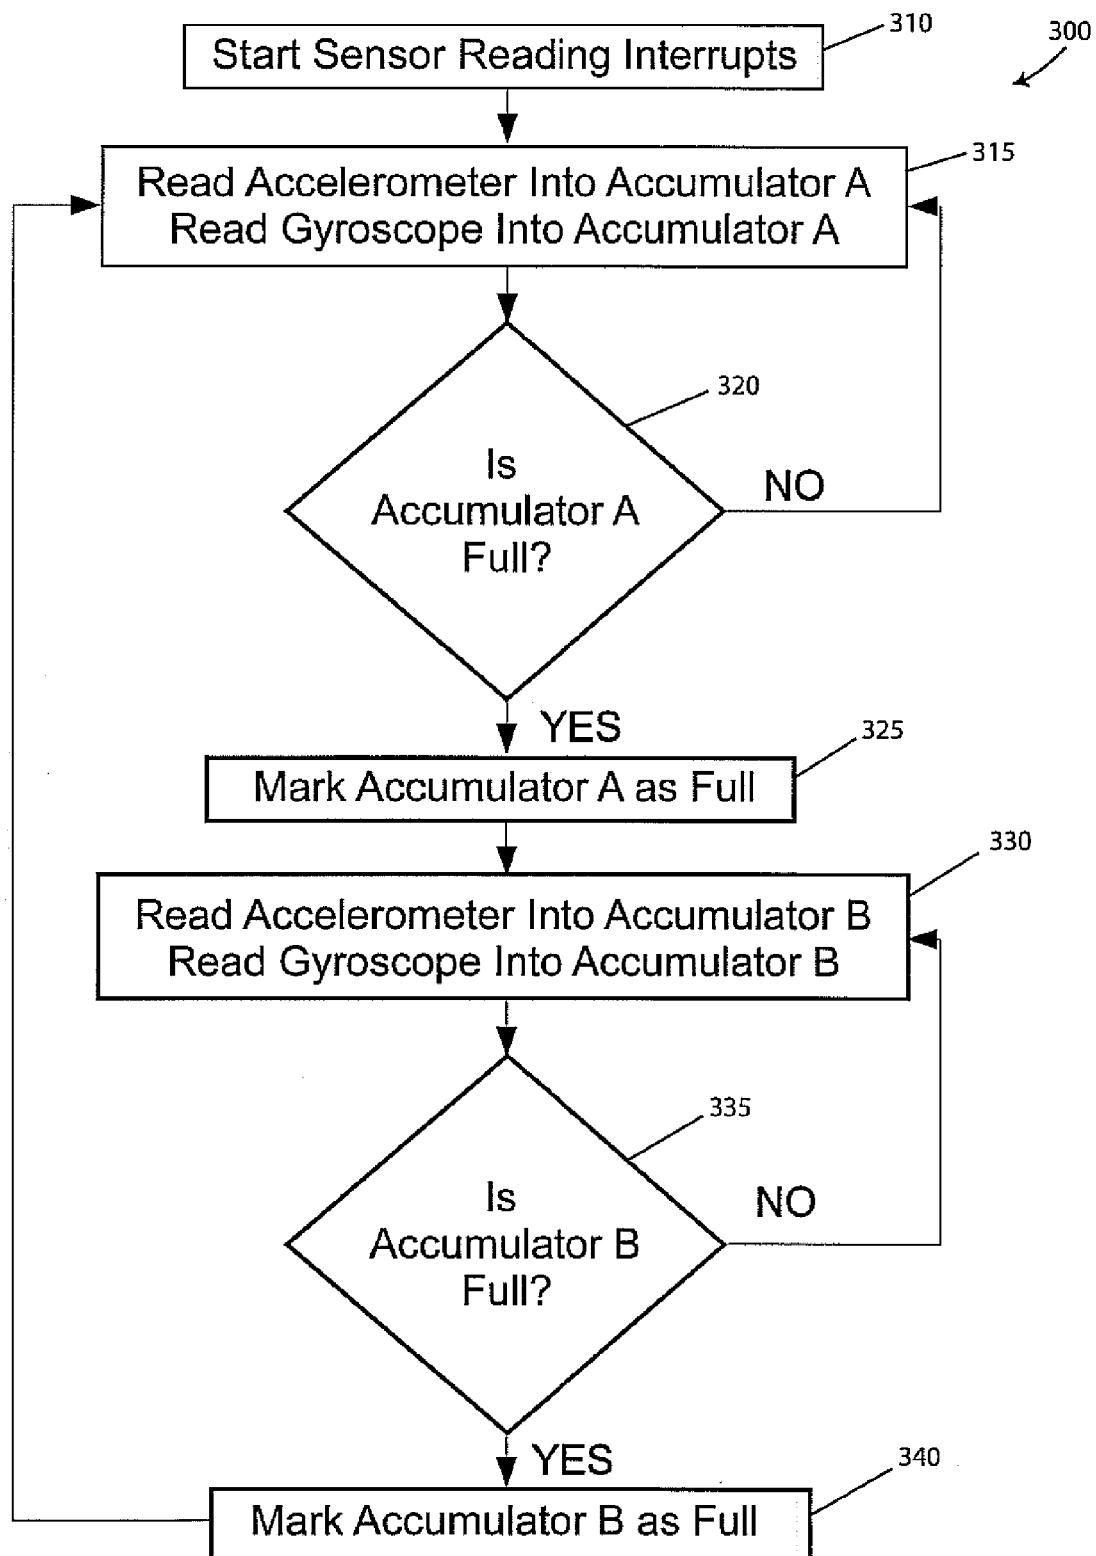 310
300
Start Sensor Reading Interrupts
315
Read Accelerometer Into Accumulator A
Read Gyroscope Into Accumulator A
320
Is
Accumulator A
Full?
NO
YES
325
Mark Accumulator A as Full
330
Read Accelerometer Into Accumulator B
Read Gyroscope Into Accumulator B
335
Is
Accumulator B
Full?
NO
YES
340
Mark Accumulator B as Full